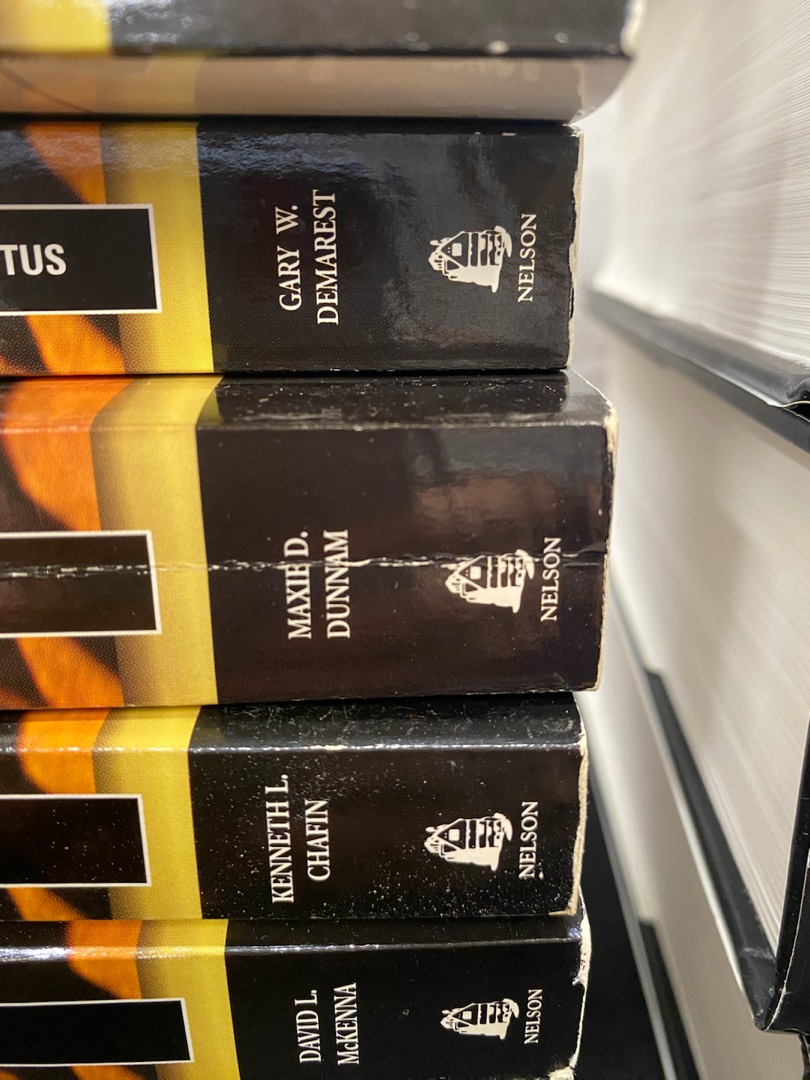 TUS
GARY W.
DEMAREST
NELSON
MAXIE D.
DUNNAM
NELSON
KENNETH L.
CHAFIN
NELSON
DAVID L.
McKENNA
NELSON